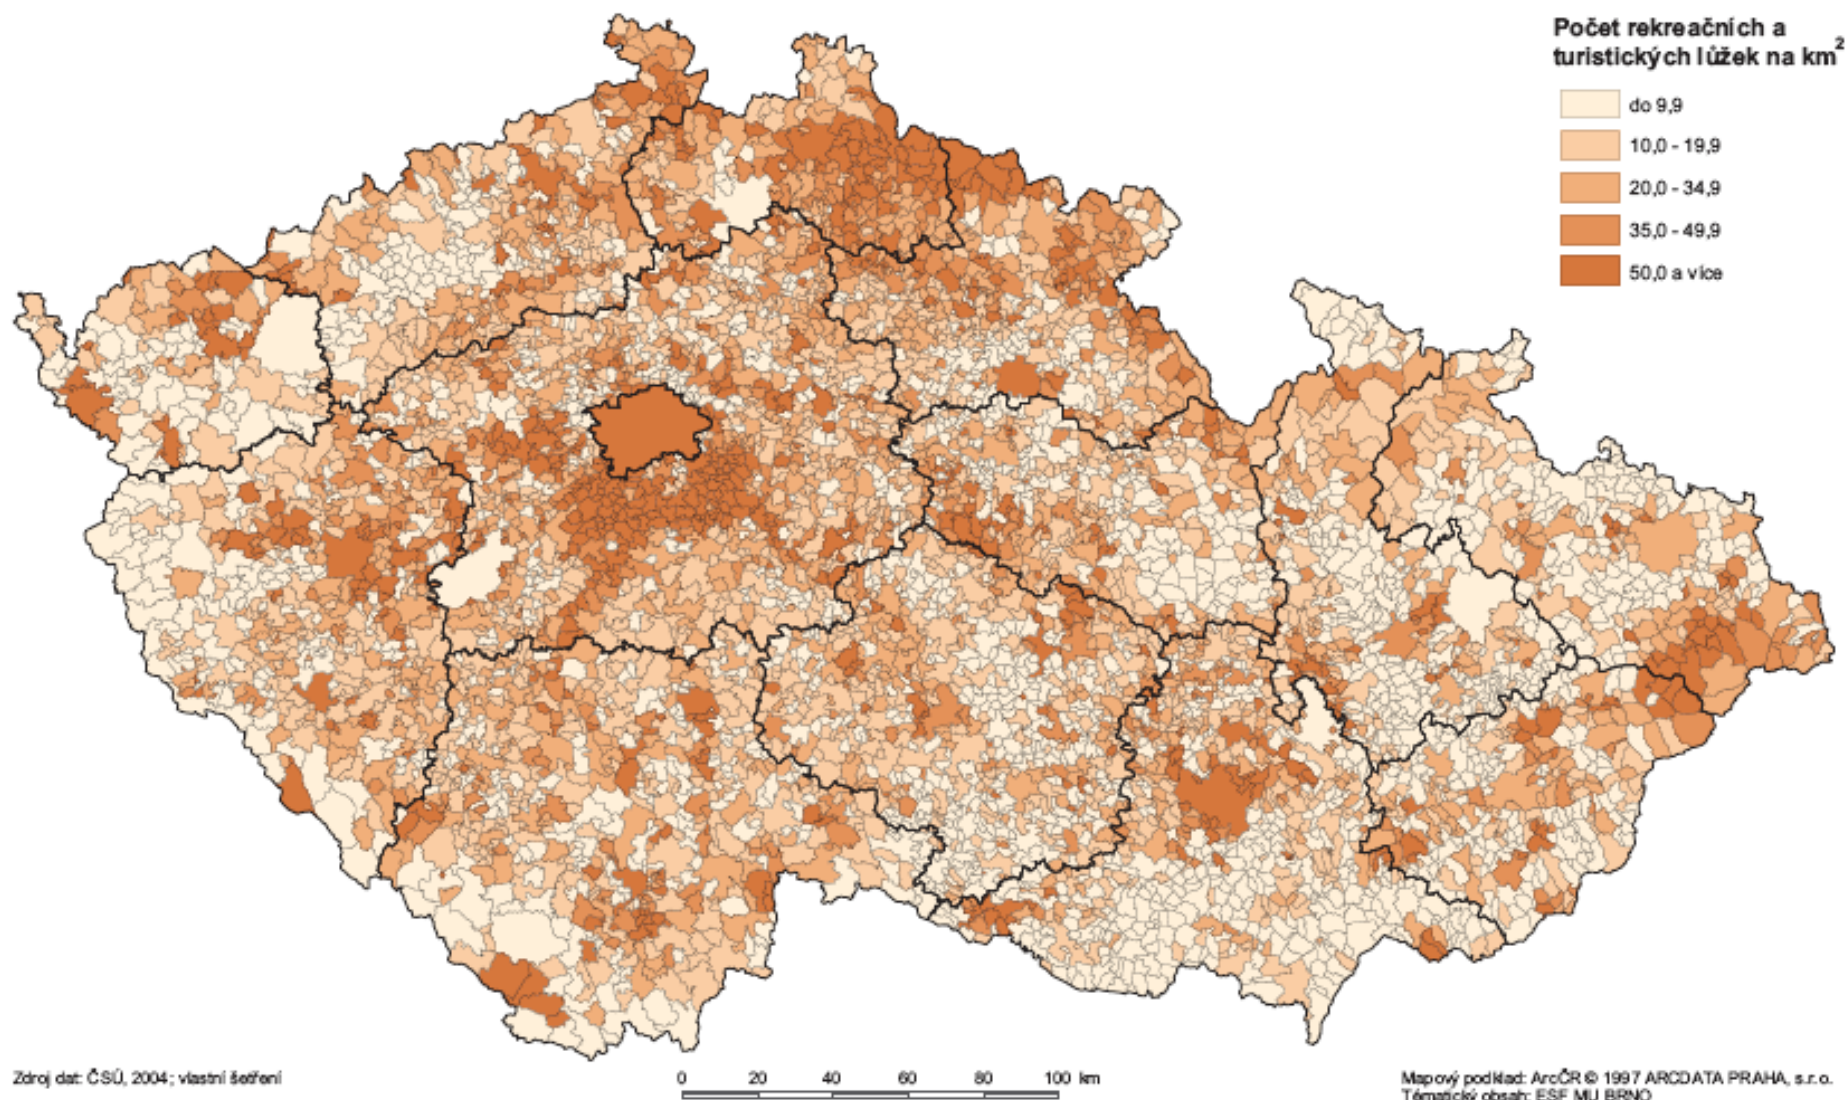 Počet rekreačních a
turistických lůžek na km²
do 9,9
10,0 - 19,9
20,0 - 34,9
35,0 - 49,9
50,0 a více
Zdroj dat: ČSÚ, 2004; vlastní šetření
0 20 40 60 80 100 km
Mapový podklad: ArcČR © 1997 ARCDATA PRAHA, s.r.o.
Tématický obsah: ESF MU BRNO